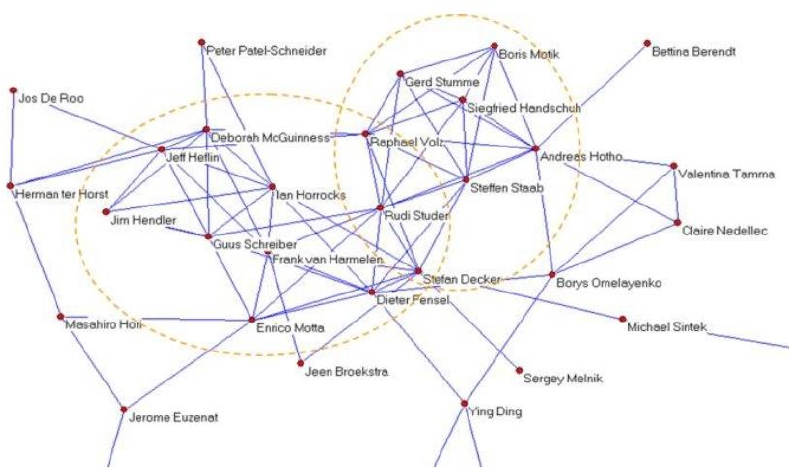 Peter Patel-Schneider
Boris Motik
Bettina Berendt
Gerd Stumme
Jos De Roo
Siegfried Handschuh
Deborah McGuinness
Raphael Volz
Jeff Heflin
Andreas Hotho
Valentina Tamma
Herman ter Horst
Ian Horrocks
Steffen Staab
Jim Hendler
Rudi Studer
Claire Nedellec
Guus Schreiber
Frank van Harmelen
Stefan Decker
Borys Omelayenko
Dieter Fensel
Masahiro Hori
Enrico Motta
Michael Sintek
Jeen Broekstra
Sergey Melnik
Jerome Euzenat
Ying Ding